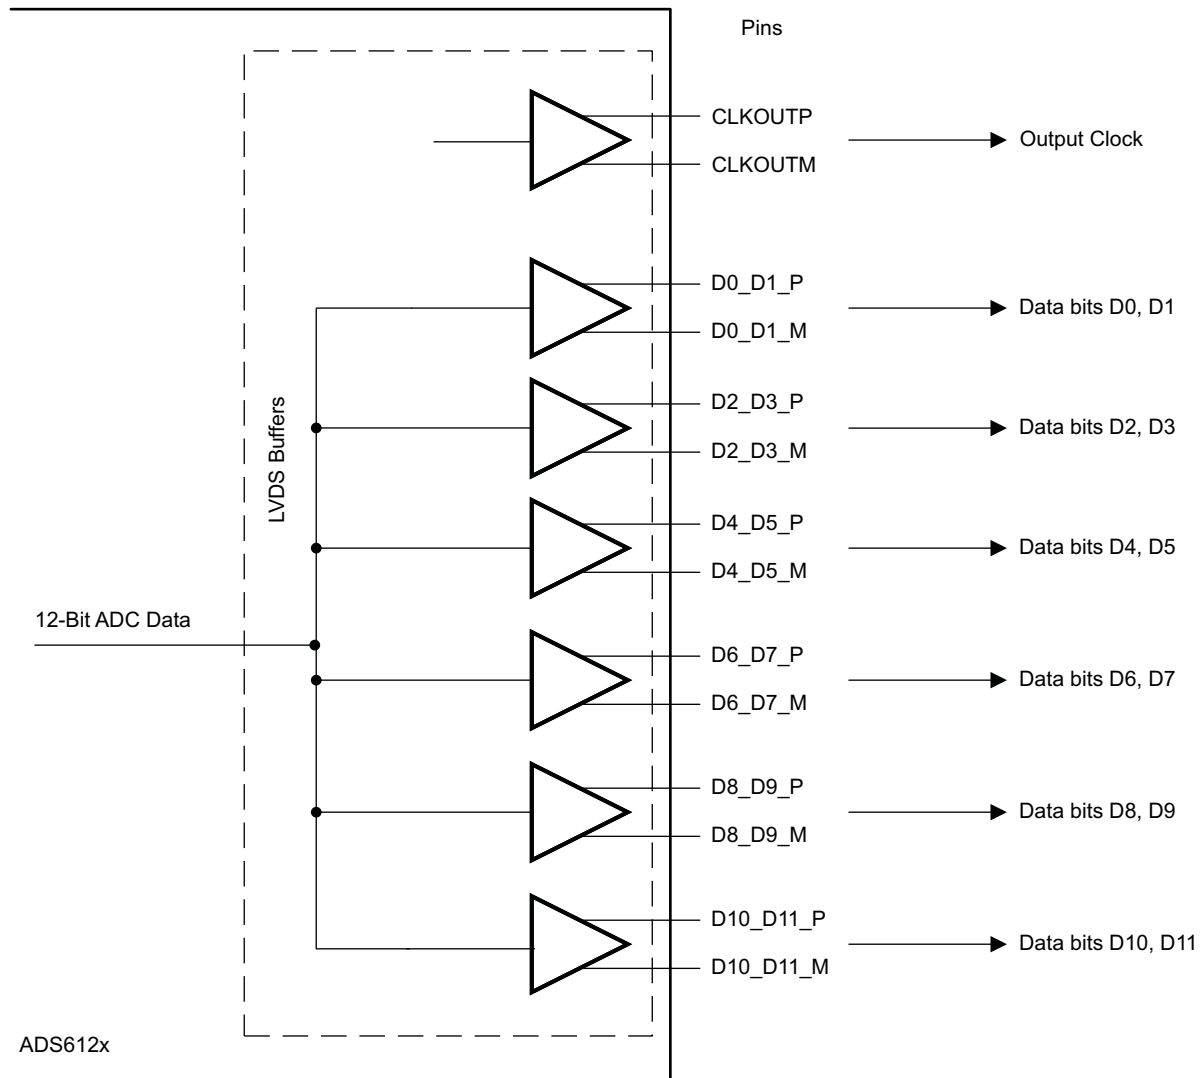 Pins
CLKOUTP
CLKOUTM
Output Clock
D0_D1_P
D0_D1_M
Data bits D0, D1
D2_D3_P
D2_D3_M
Data bits D2, D3
LVDS Buffers
D4_D5_P
D4_D5_M
Data bits D4, D5
12-Bit ADC Data
D6_D7_P
D6_D7_M
Data bits D6, D7
D8_D9_P
D8_D9_M
Data bits D8, D9
D10_D11_P
D10_D11_M
Data bits D10, D11
ADS612x